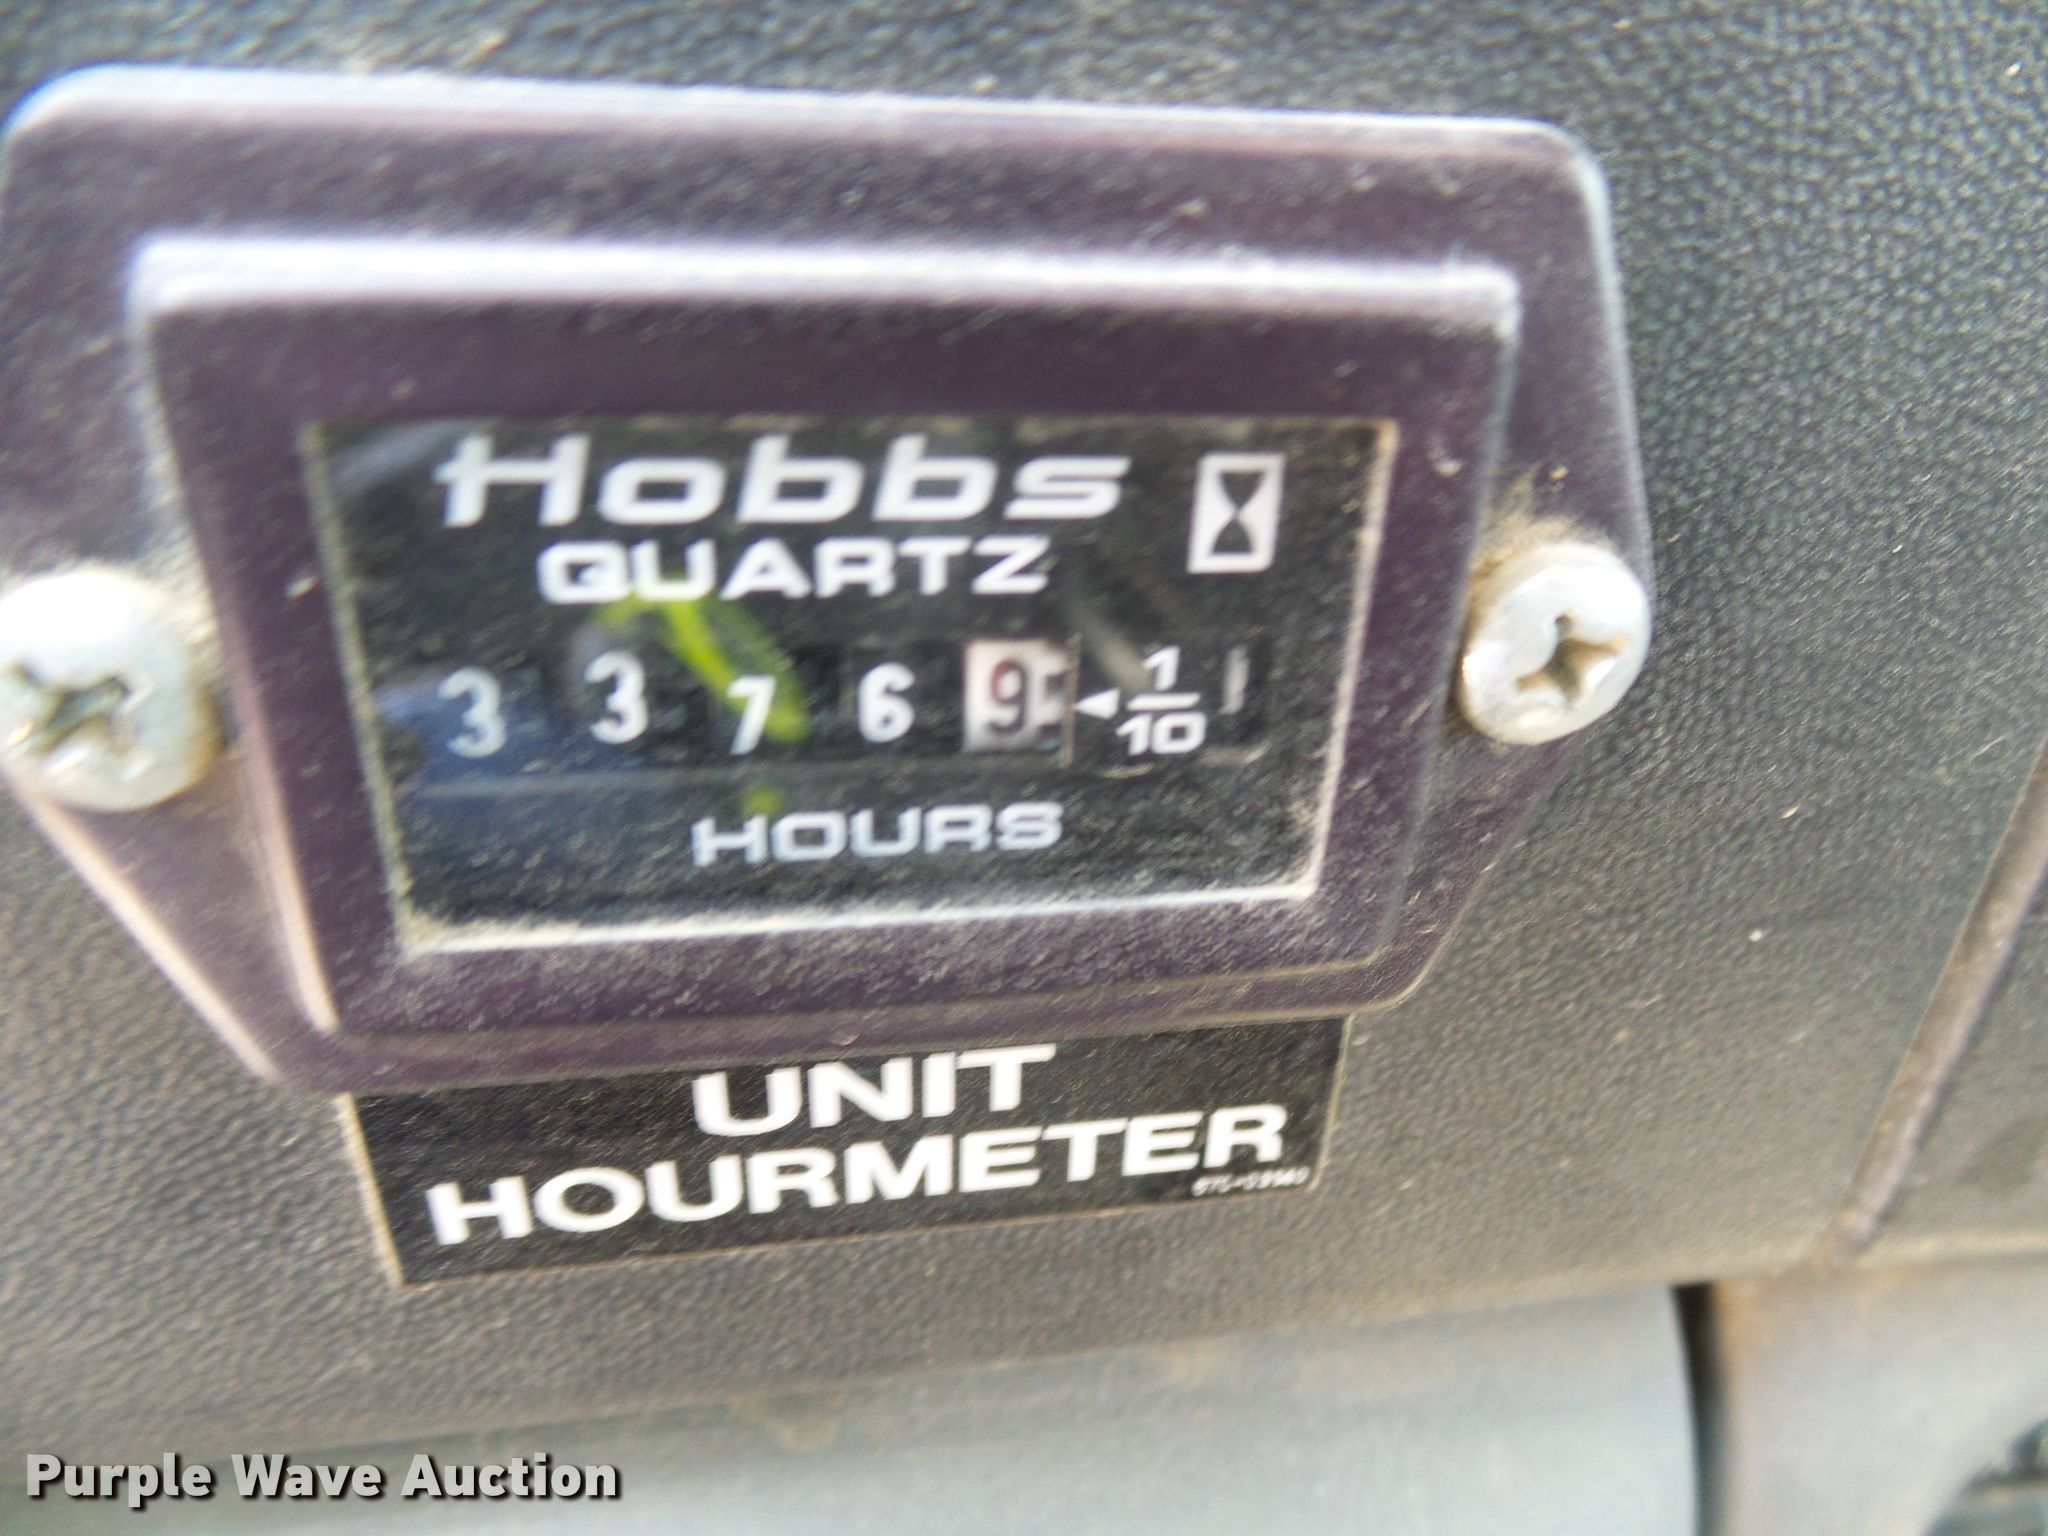 Hobbs
QUARTZ
3 3 7 6 9 1/10
HOURS
UNIT
HOURMETER
Purple Wave Auction